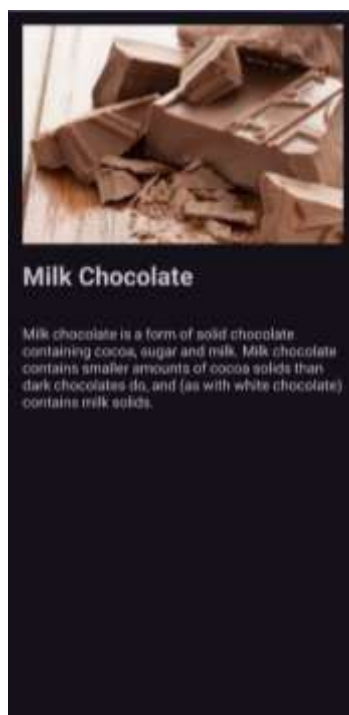 Milk Chocolate
Milk chocolate is a form of solid chocolate
containing cocoa, sugar and milk. Milk chocolate
contains smaller amounts of cocoa solids than
dark chocolates do, and (as with white chocolate)
contains milk solids.